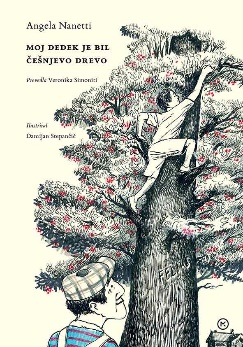 Angela Nanetti
MOJ DEDEK JE BIL
ČEŠNJEVO DREVO
Prevedla Veronika Simoniti
Ilustriral
Damijan Stepančič